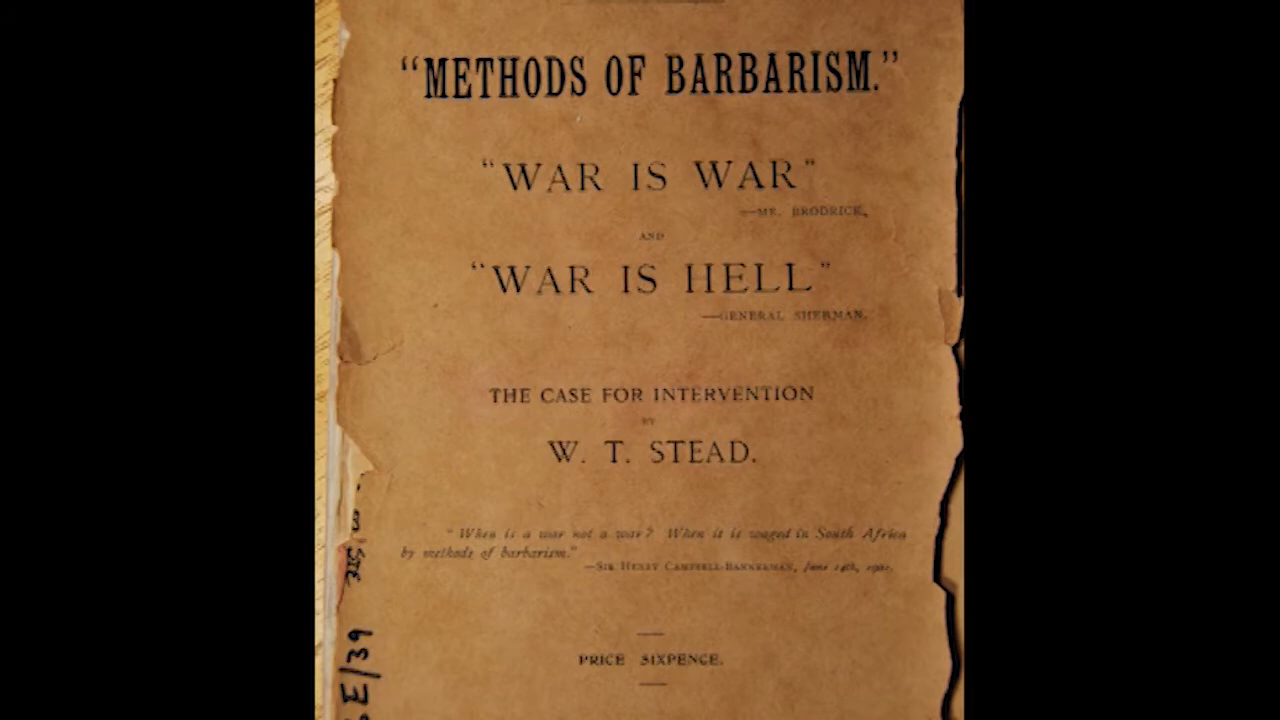 “METHODS OF BARBARISM.”
“WAR IS WAR”
—MR. BRODRICK,
AND
“WAR IS HELL”
—GENERAL SHERMAN.
THE CASE FOR INTERVENTION
BY
W. T. STEAD.
“When is a war not a war? When it is waged in South Africa
by methods of barbarism.”
—SIR HENRY CAMPBELL-BANNERMAN, June 14th, 1901.
PRICE SIXPENCE.
E/39